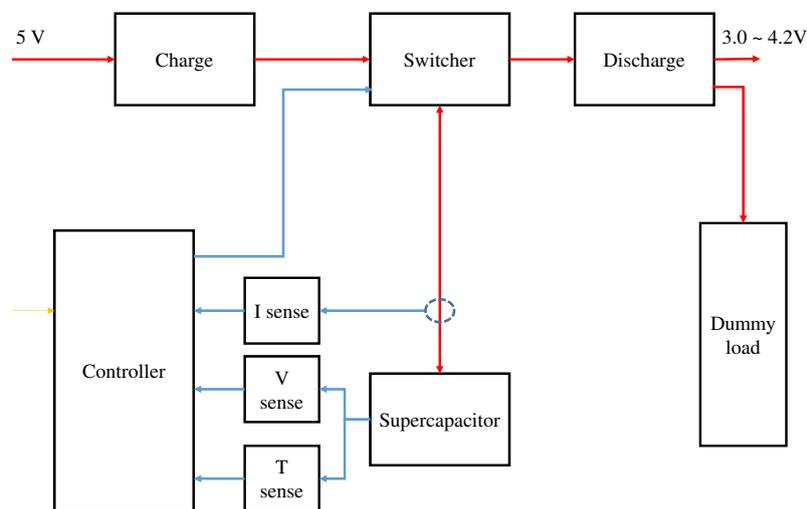 5 V
Charge
Switcher
Discharge
3.0 ~ 4.2V
I sense
Controller
V
sense
Supercapacitor
Dummy
load
T
sense